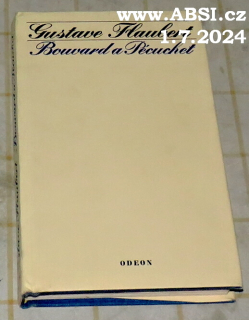 www.ABSI.cz
Gustave Flaubert
1.7.2024
Bouvard a Pécuchet
ODEON